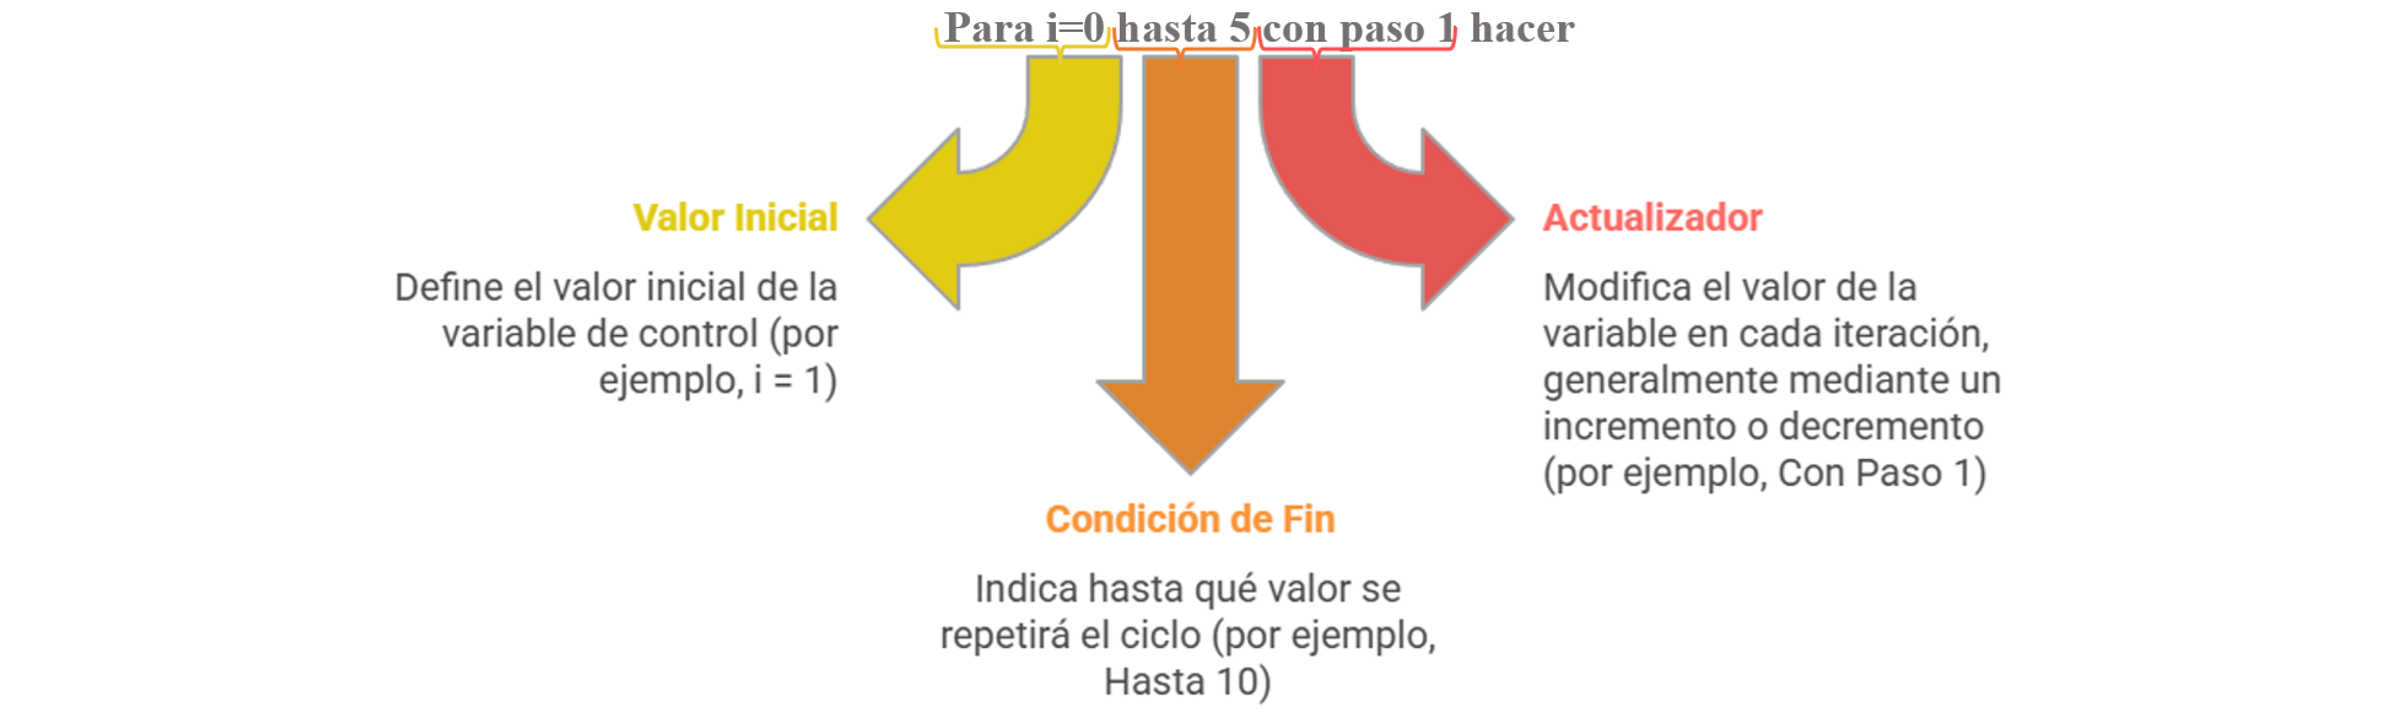 Para i=0 hasta 5 con paso 1 hacer
Valor Inicial
Define el valor inicial de la
variable de control (por
ejemplo, i = 1)
Condición de Fin
Indica hasta qué valor se
repetirá el ciclo (por ejemplo,
Hasta 10)
Actualizador
Modifica el valor de la
variable en cada iteración,
generalmente mediante un
incremento o decremento
(por ejemplo, Con Paso 1)